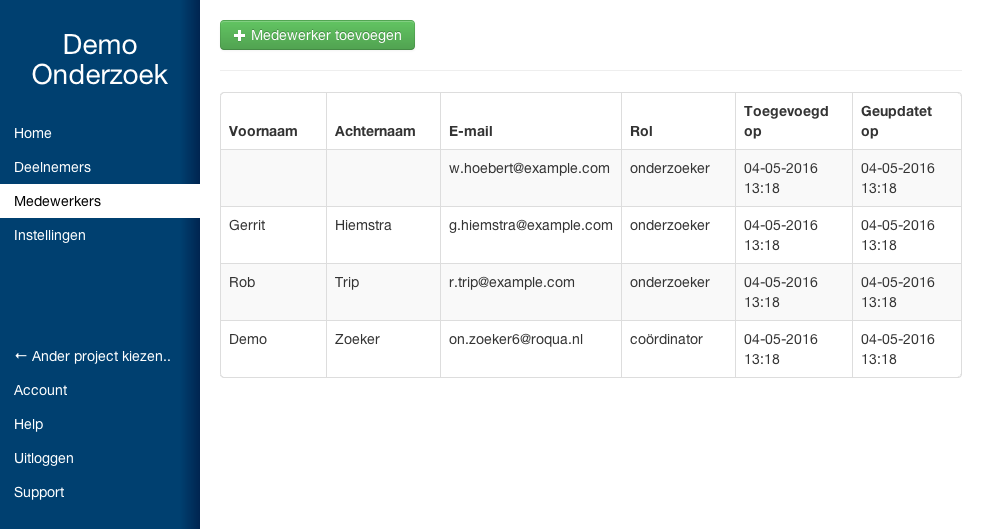 Demo
Onderzoek
Home
Deelnemers
Medewerkers
Instellingen
← Ander project kiezen..
Account
Help
Uitloggen
Support
+ Medewerker toevoegen
Voornaam Achternaam E-mail Rol Toegevoegd op Geupdatet op
w.hoebert@example.com onderzoeker 04-05-2016 13:18 04-05-2016 13:18
Gerrit Hiemstra g.hiemstra@example.com onderzoeker 04-05-2016 13:18 04-05-2016 13:18
Rob Trip r.trip@example.com onderzoeker 04-05-2016 13:18 04-05-2016 13:18
Demo Zoeker on.zoeker6@roqua.nl coördinator 04-05-2016 13:18 04-05-2016 13:18